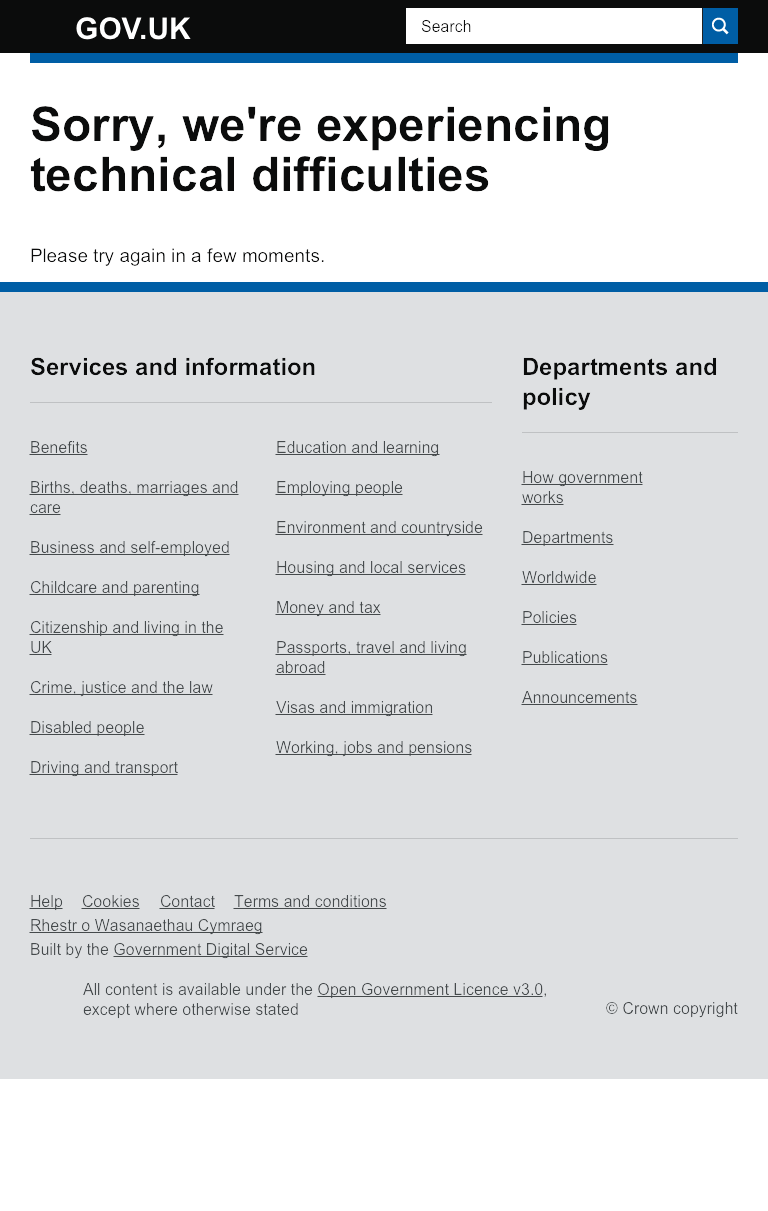 GOV.UK
Search
Sorry, we're experiencing
technical difficulties
Please try again in a few moments.
Services and information
Benefits
Births, deaths, marriages and
care
Business and self-employed
Childcare and parenting
Citizenship and living in the
UK
Crime, justice and the law
Disabled people
Driving and transport
Education and learning
Employing people
Environment and countryside
Housing and local services
Money and tax
Passports, travel and living
abroad
Visas and immigration
Working, jobs and pensions
Departments and
policy
How government
works
Departments
Worldwide
Policies
Publications
Announcements
Help Cookies Contact Terms and conditions
Rhestr o Wasanaethau Cymraeg
Built by the Government Digital Service
All content is available under the Open Government Licence v3.0,
except where otherwise stated
© Crown copyright